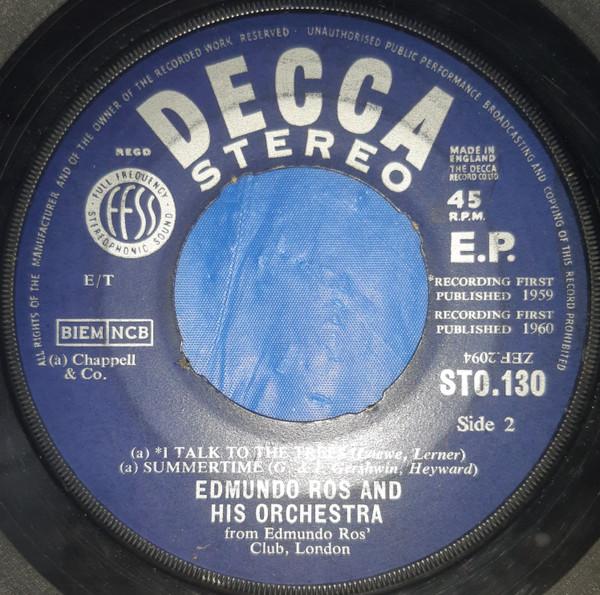 ALL RIGHTS OF THE MANUFACTURER AND OF THE OWNER OF THE RECORDED WORK RESERVED · UNAUTHORISED PUBLIC PERFORMANCE BROADCASTING AND COPYING OF THIS RECORD PROHIBITED
DECCA
STEREO
REGD
MADE IN
ENGLAND
THE DECCA
RECORD CO LTD
FULL FREQUENCY
FFSS
STEREOPHONIC SOUND
45
R.P.M.
E.P.
E/T
*RECORDING FIRST
PUBLISHED 1959
RECORDING FIRST
PUBLISHED 1960
BIEM NCB
(a) Chappell
& Co.
ZEF.2094
STO.130
Side 2
(a) *I TALK TO THE TREES (Loewe, Lerner)
(a) SUMMERTIME (G. & I. Gershwin, Heyward)
EDMUNDO ROS AND
HIS ORCHESTRA
from Edmundo Ros'
Club, London